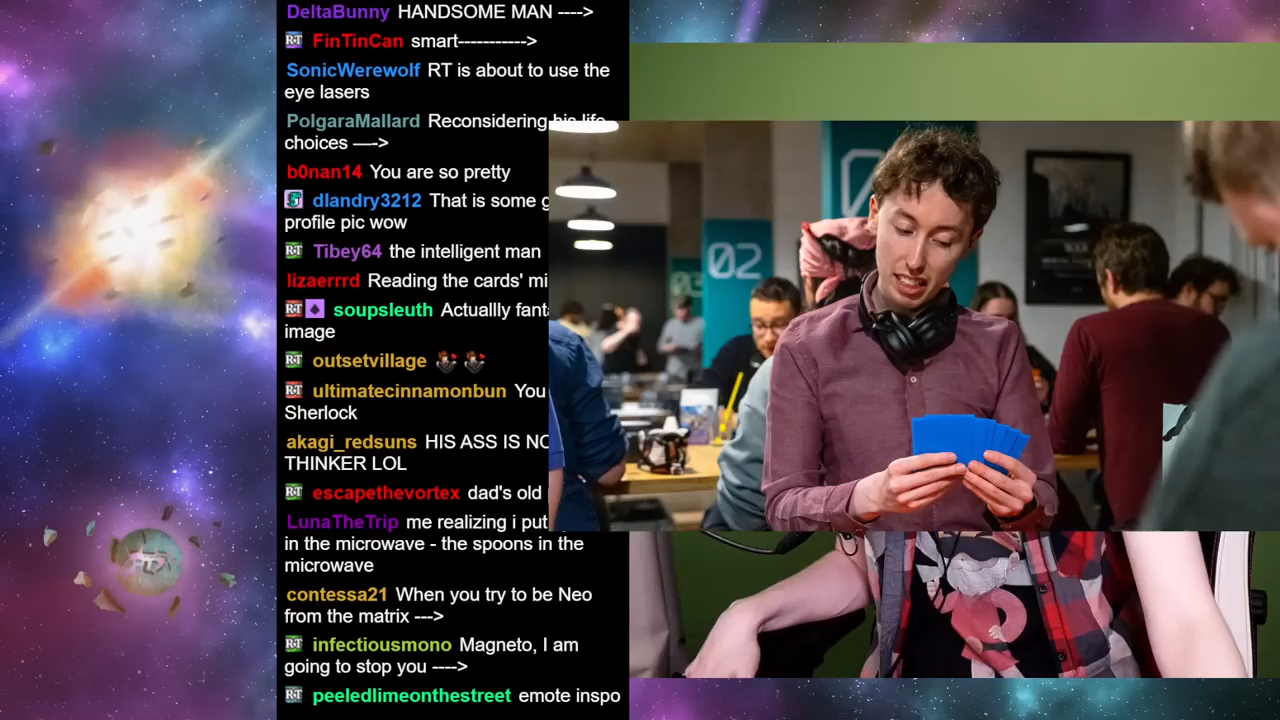 DeltaBunny HANDSOME MAN ---->
FinTinCan smart----------->
SonicWerewolf RT is about to use the
eye lasers
PolgaraMallard Reconsidering his life
choices —->
b0nan14 You are so pretty
dlandry3212 That is some
profile pic wow
Tibey64 the intelligent man
lizaerrrd Reading the cards'
soupsleuth Actuallly
image
outsetvillage
ultimatecinnamonbun You
Sherlock
akagi_redsuns HIS ASS IS
THINKER LOL
escapethevortex dad's old
LunaTheTrip me realizing i put
in the microwave - the spoons in the
microwave
contessa21 When you try to be Neo
from the matrix --->
infectiousmono Magneto, I am
going to stop you ---->
peeledlimeonthestreet emote inspo
02